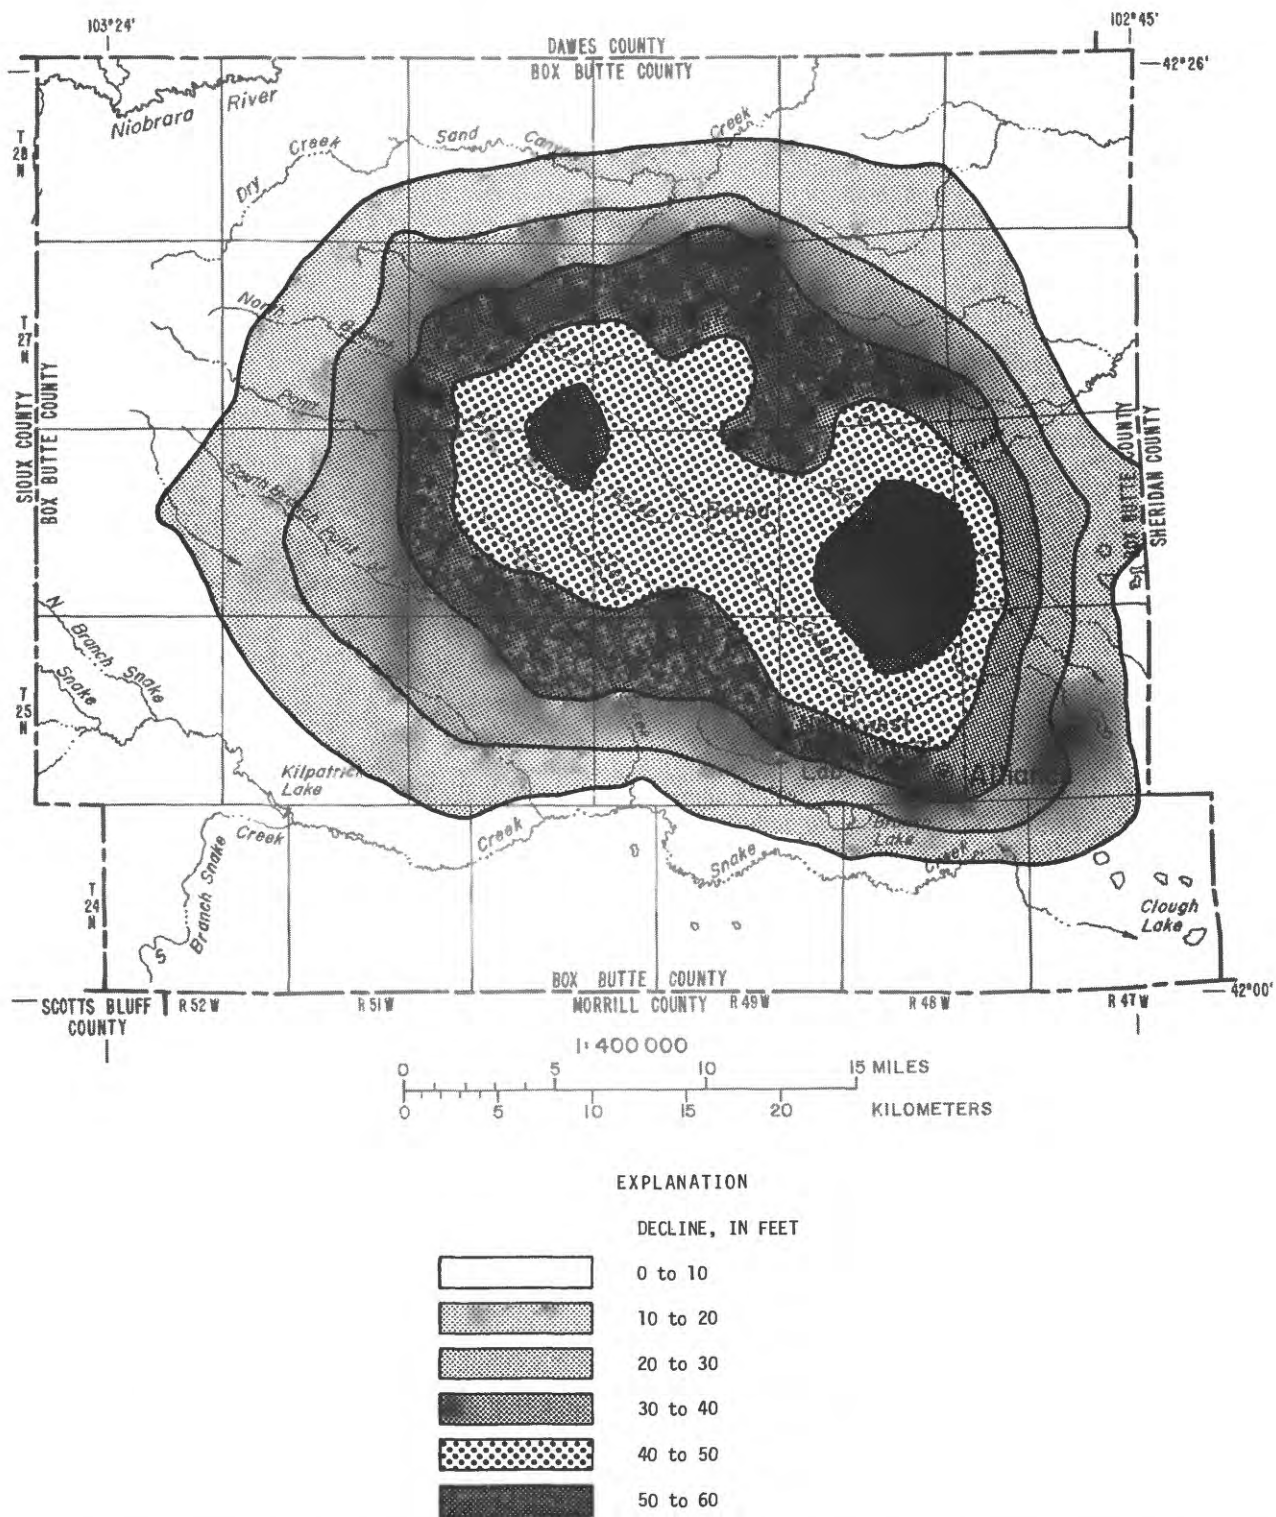 103°24'
102°45'
DAWES COUNTY
BOX BUTTE COUNTY
42°26'
Niobrara River
T 28 N
Dry Creek
Sand Canyon Creek
T 27 N
North Branch
Point
SIOUX COUNTY
BOX BUTTE COUNTY
South Branch Point
Berea
BOX BUTTE COUNTY
SHERIDAN COUNTY
N Branch Snake
Snake
T 25 N
Kilpatrick Lake
Creek
Lab
Alliance
Lake
Creek
Snake
Creek
T 24 N
S Branch Snake
Clough Lake
BOX BUTTE COUNTY
MORRILL COUNTY
SCOTTS BLUFF COUNTY
R 52 W
R 51 W
R 49 W
R 48 W
R 47 W
42°00'
1:400 000
0 5 10 15 MILES
0 5 10 15 20 KILOMETERS
EXPLANATION
DECLINE, IN FEET
0 to 10
10 to 20
20 to 30
30 to 40
40 to 50
50 to 60